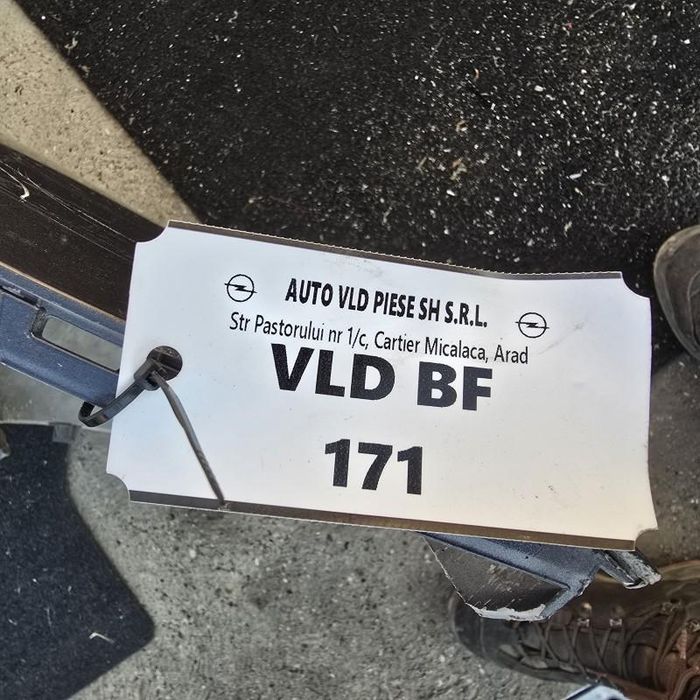 AUTO VLD PIESE SH S.R.L.
Str Pastorului nr 1/c, Cartier Micalaca, Arad
VLD BF
171